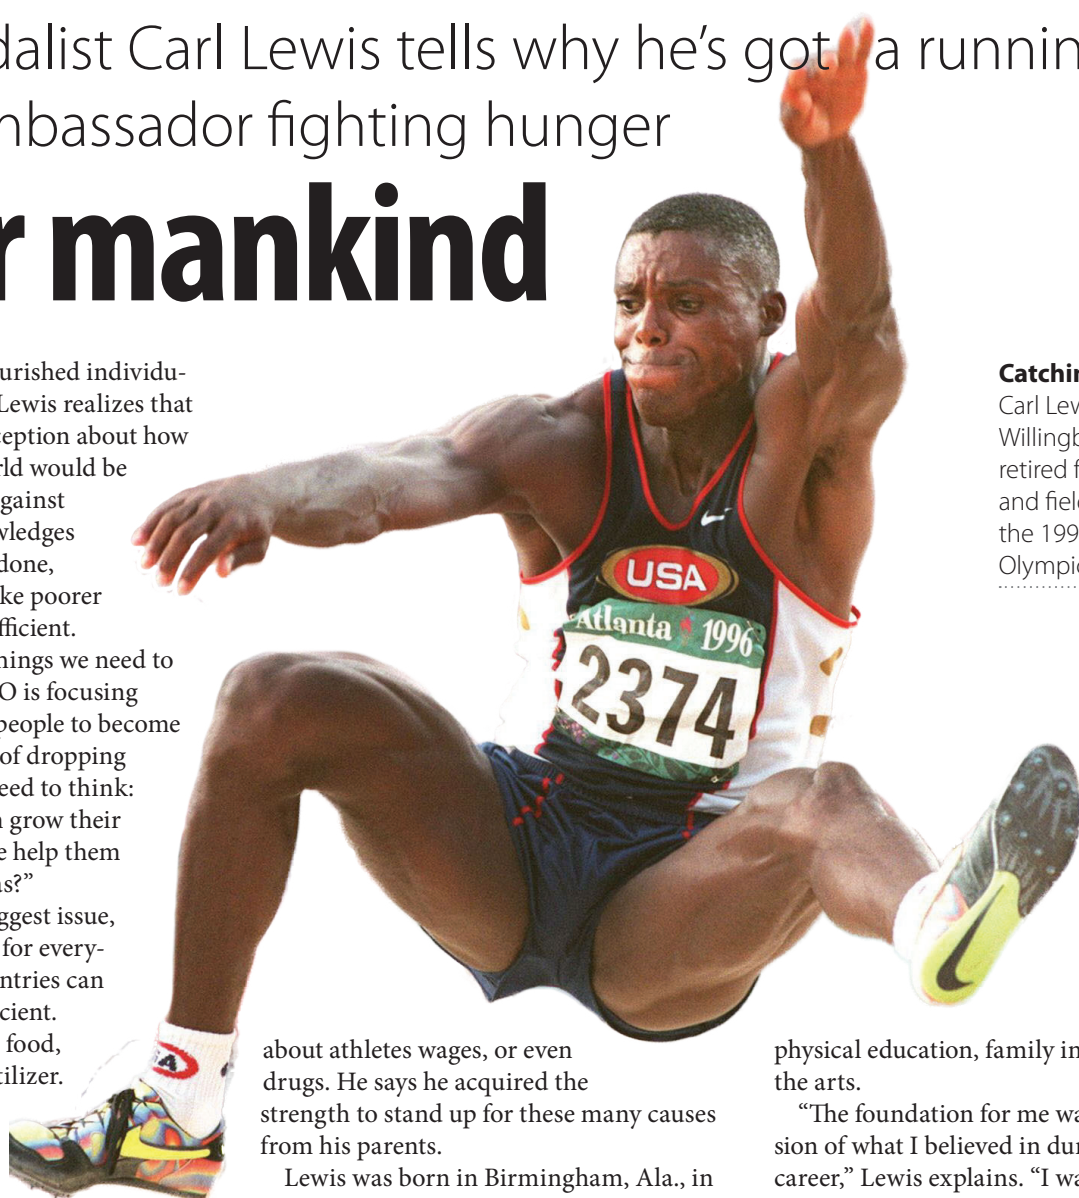 dalist Carl Lewis tells why he's got a runnin
mbassador fighting hunger
r mankind
urished individu-
Lewis realizes that
ception about how
rld would be
gainst
wledges
done,
ke poorer
fficient.
hings we need to
O is focusing
people to become
of dropping
eed to think:
n grow their
e help them
as?”
ggest issue,
for every-
ntries can
cient.
food,
tilizer.
USA
Atlanta 1996
2374
Catchin
Carl Lew
Willingb
retired f
and fiel
the 199
Olympic
about athletes wages, or even
drugs. He says he acquired the
strength to stand up for these many causes
from his parents.
Lewis was born in Birmingham, Ala., in
physical education, family in
the arts.
“The foundation for me wa
sion of what I believed in dur
career,” Lewis explains. “I wa